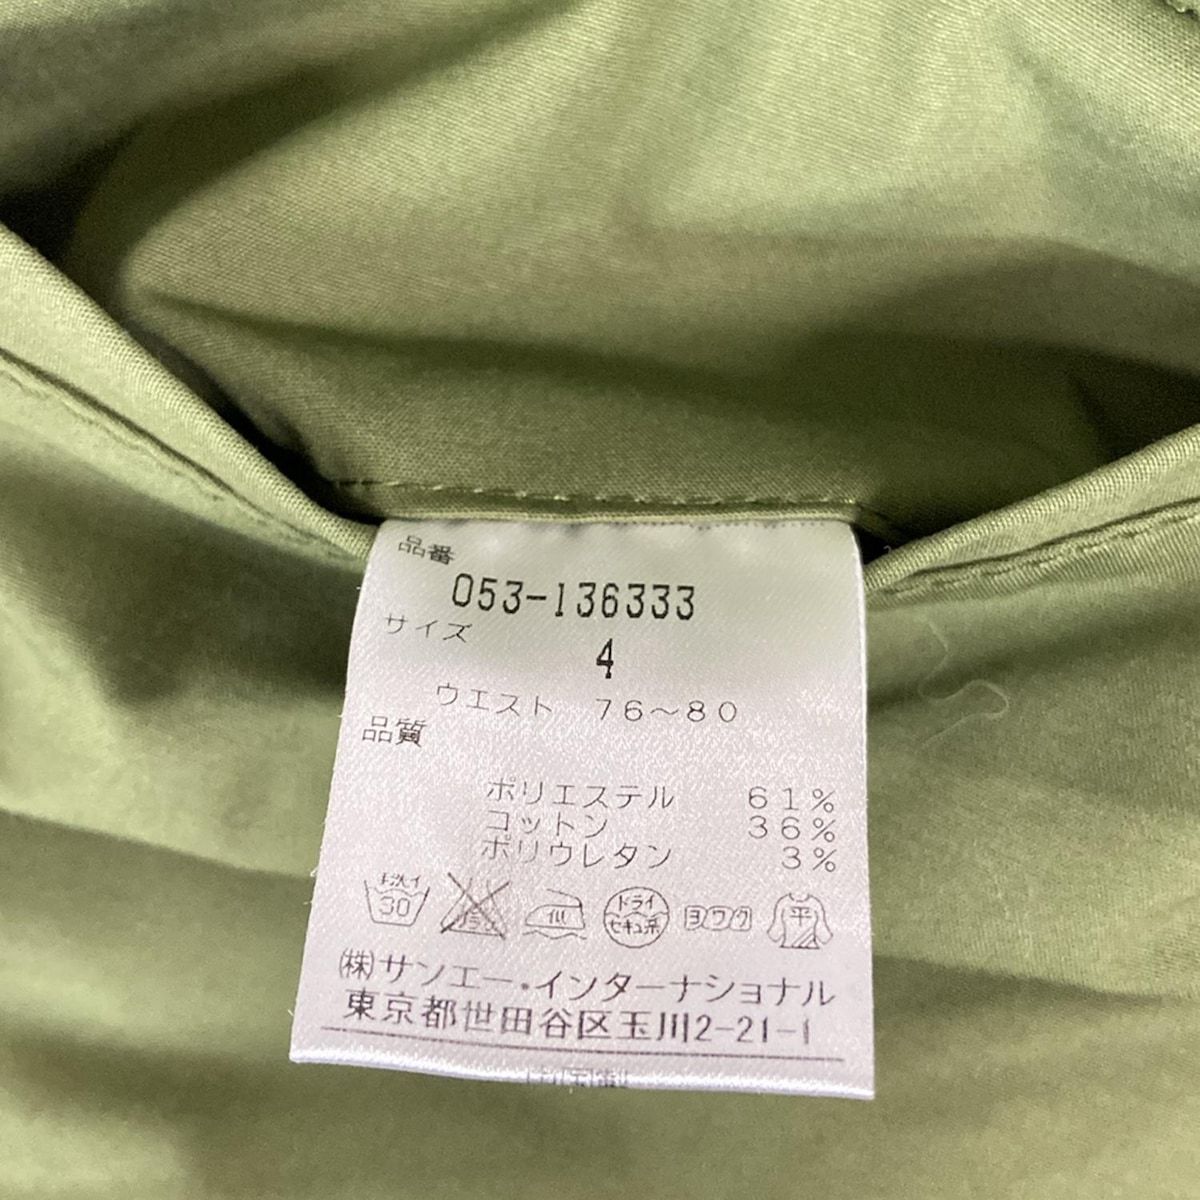 品番
053-136333
サイズ
4
ウエスト 76～80
品質
ポリエステル 61%
コットン 36%
ポリウレタン 3%
手洗イ 30 ドライ セキュ系 ヨワク 平
(株)サンエー・インターナショナル
東京都世田谷区玉川2-21-1